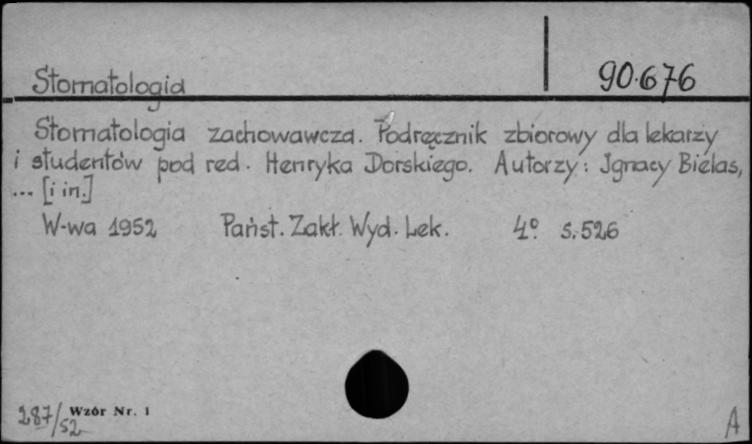 Stomatologia
90.676
Stomatologia zachowawcza. Podręcznik zbiorowy dla lekarzy
i studentów pod red. Henryka Dorskiego. Autorzy: Ignacy Bielas,
... [i in.]
W-wa 1952 Państ. Zakł. Wyd. Lek. 4° s. 526
287/52 Wzór Nr. 1
A